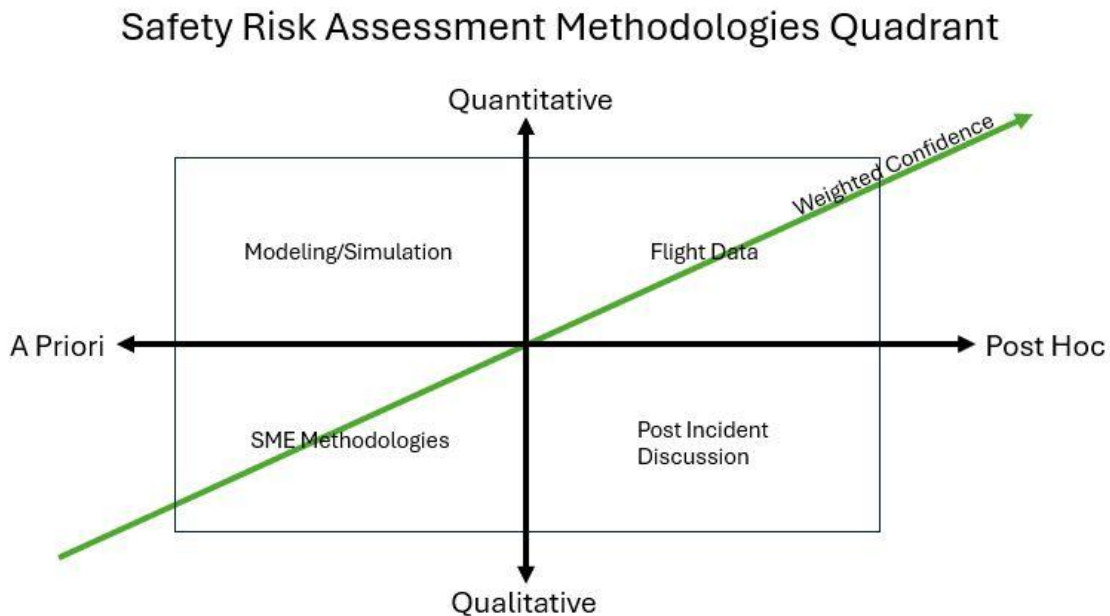 Safety Risk Assessment Methodologies Quadrant
Quantitative
Weighted Confidence
Modeling/Simulation
Flight Data
A Priori
Post Hoc
SME Methodologies
Post Incident
Discussion
Qualitative